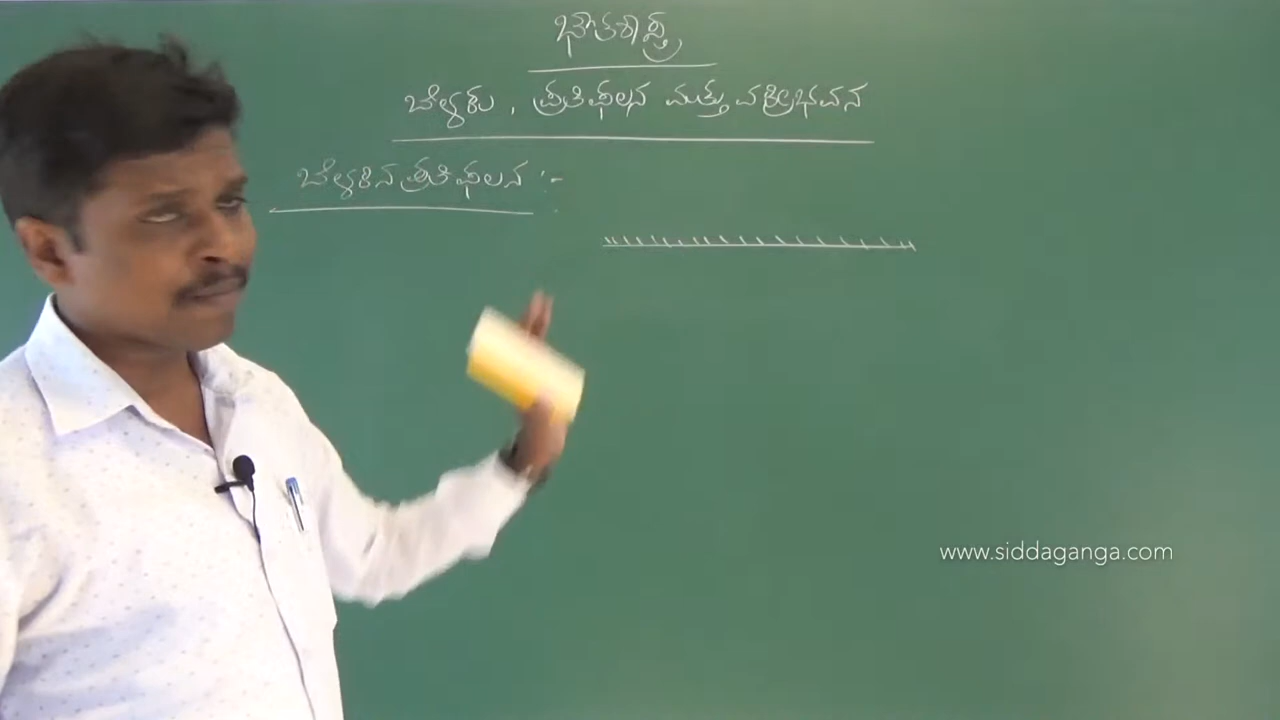 ಭೌತಶಾಸ್ತ್ರ
ಬೆಳಕು , ಪ್ರತಿಫಲನ ಮತ್ತು ವಕ್ರೀಭವನ
ಬೆಳಕಿನ ಪ್ರತಿಫಲನ :-
www.siddaganga.com